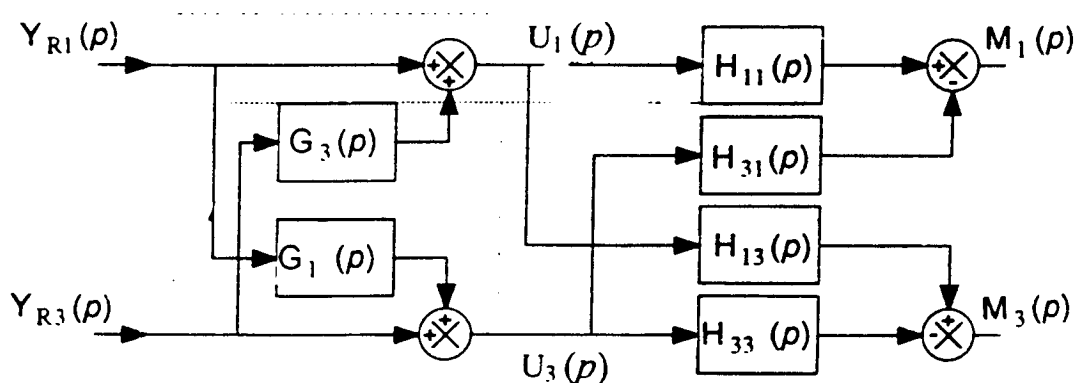 Y_R1(p)
U_1(p)
M_1(p)
+
+
H_11(p)
+
-
G_3(p)
H_31(p)
G_1 (p)
H_13(p)
Y_R3(p)
+
+
U_3(p)
H_33 (p)
+
-
M_3(p)